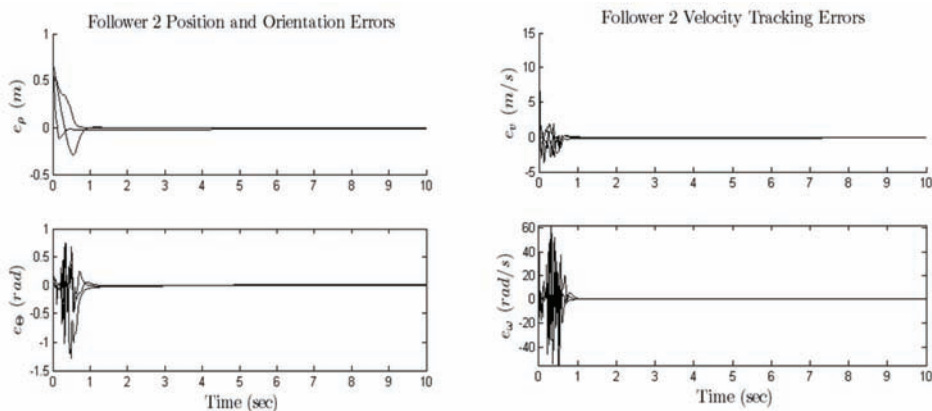 Follower 2 Position and Orientation Errors
1
0.5
0
-0.5
e_ρ (m)
0 1 2 3 4 5 6 7 8 9 10
1
0.5
0
-0.5
-1
-1.5
e_Θ (rad)
0 1 2 3 4 5 6 7 8 9 10
Time (sec)
Follower 2 Velocity Tracking Errors
15
10
5
0
-5
e_v (m/s)
0 1 2 3 4 5 6 7 8 9 10
60
40
20
0
-20
-40
e_ω (rad/s)
0 1 2 3 4 5 6 7 8 9 10
Time (sec)